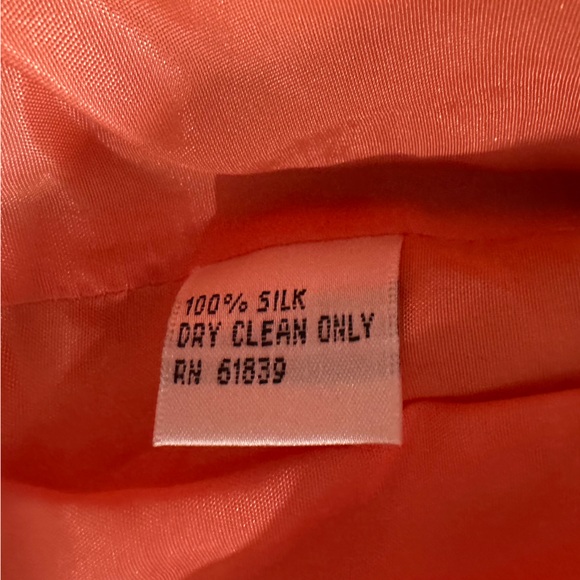 100% SILK
DRY CLEAN ONLY
RN 61839